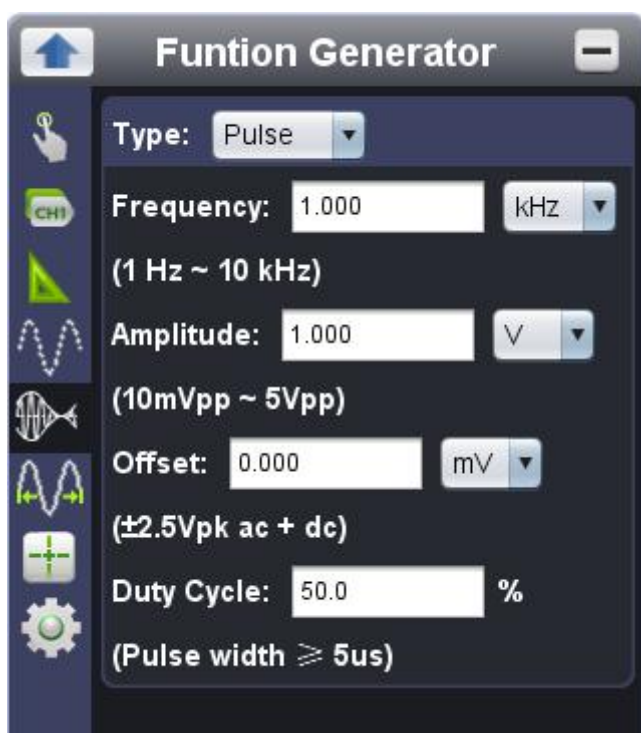 Funtion Generator
Type: Pulse
CH1
Frequency: 1.000 kHz
(1 Hz ~ 10 kHz)
Amplitude: 1.000 V
(10mVpp ~ 5Vpp)
Offset: 0.000 mV
(±2.5Vpk ac + dc)
Duty Cycle: 50.0 %
(Pulse width ≥ 5us)